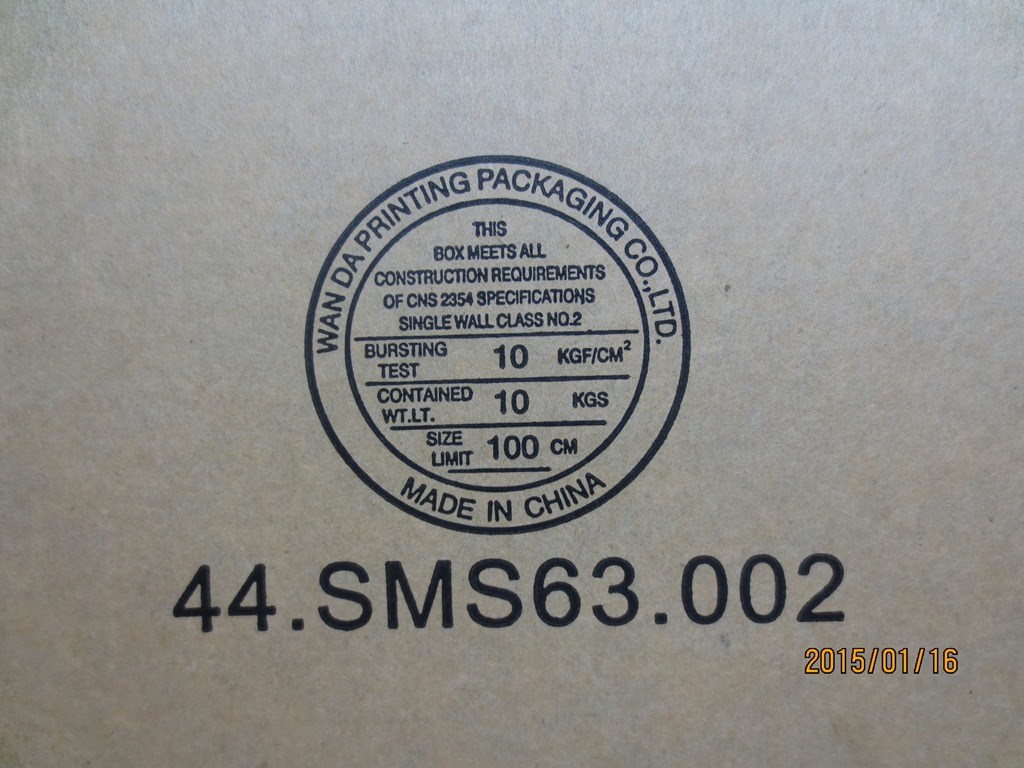 WAN DA PRINTING PACKAGING CO.,LTD.
THIS
BOX MEETS ALL
CONSTRUCTION REQUIREMENTS
OF CNS 2354 SPECIFICATIONS
SINGLE WALL CLASS NO.2
BURSTING TEST 10 KGF/CM²
CONTAINED WT.LT. 10 KGS
SIZE LIMIT 100 CM
MADE IN CHINA
44.SMS63.002
2015/01/16